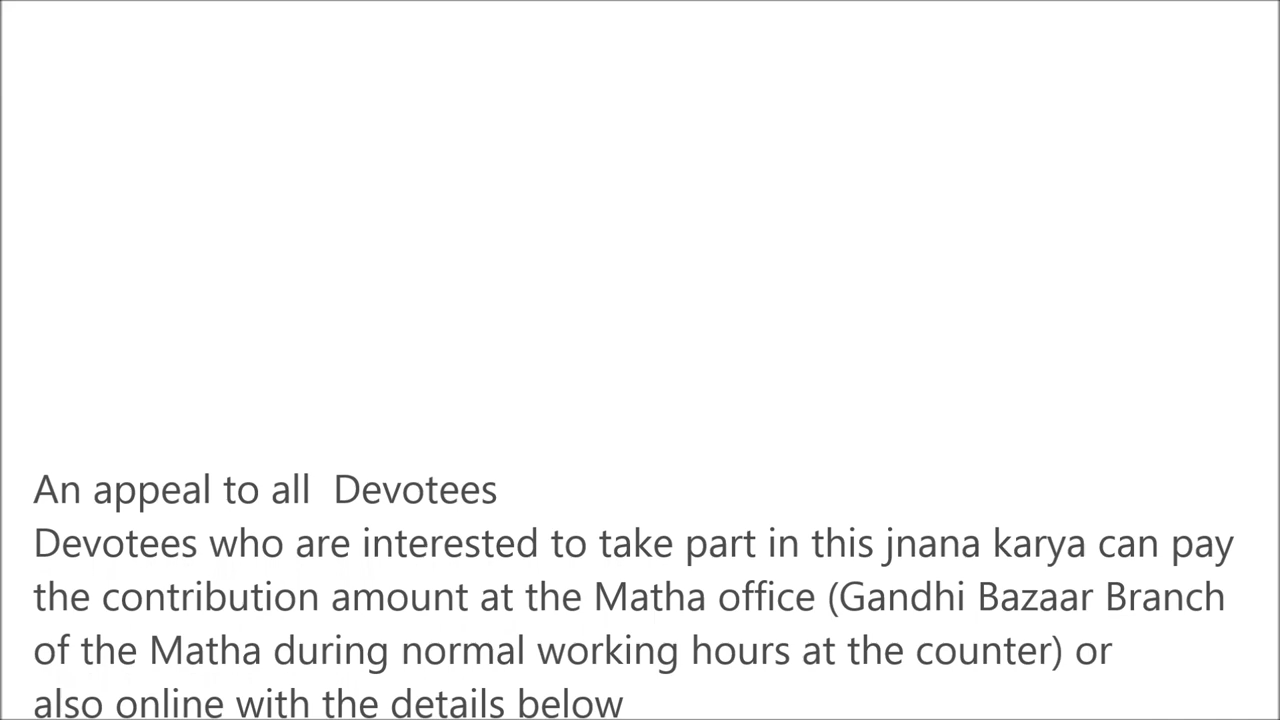 An appeal to all  Devotees
Devotees who are interested to take part in this jnana karya can pay
the contribution amount at the Matha office (Gandhi Bazaar Branch
of the Matha during normal working hours at the counter) or
also online with the details below